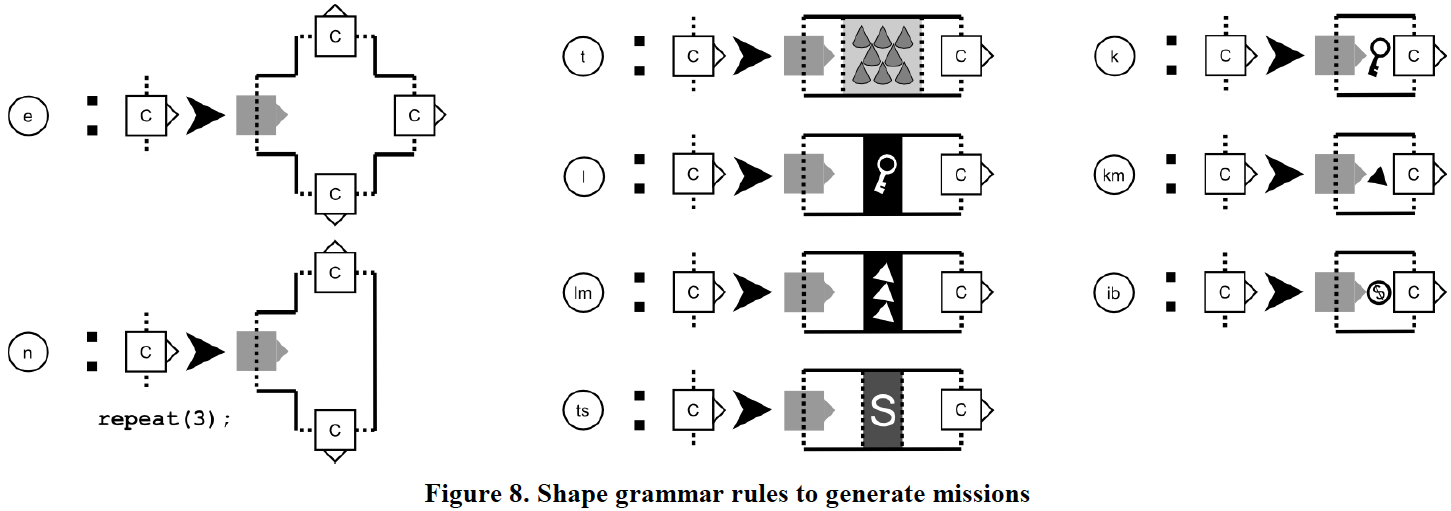 C
e : C C
C
t : C C
l : C C
lm : C C
ts : C S C
k : C C
km : C C
ib : C $ C
C
n : C
C
repeat(3);
Figure 8. Shape grammar rules to generate missions